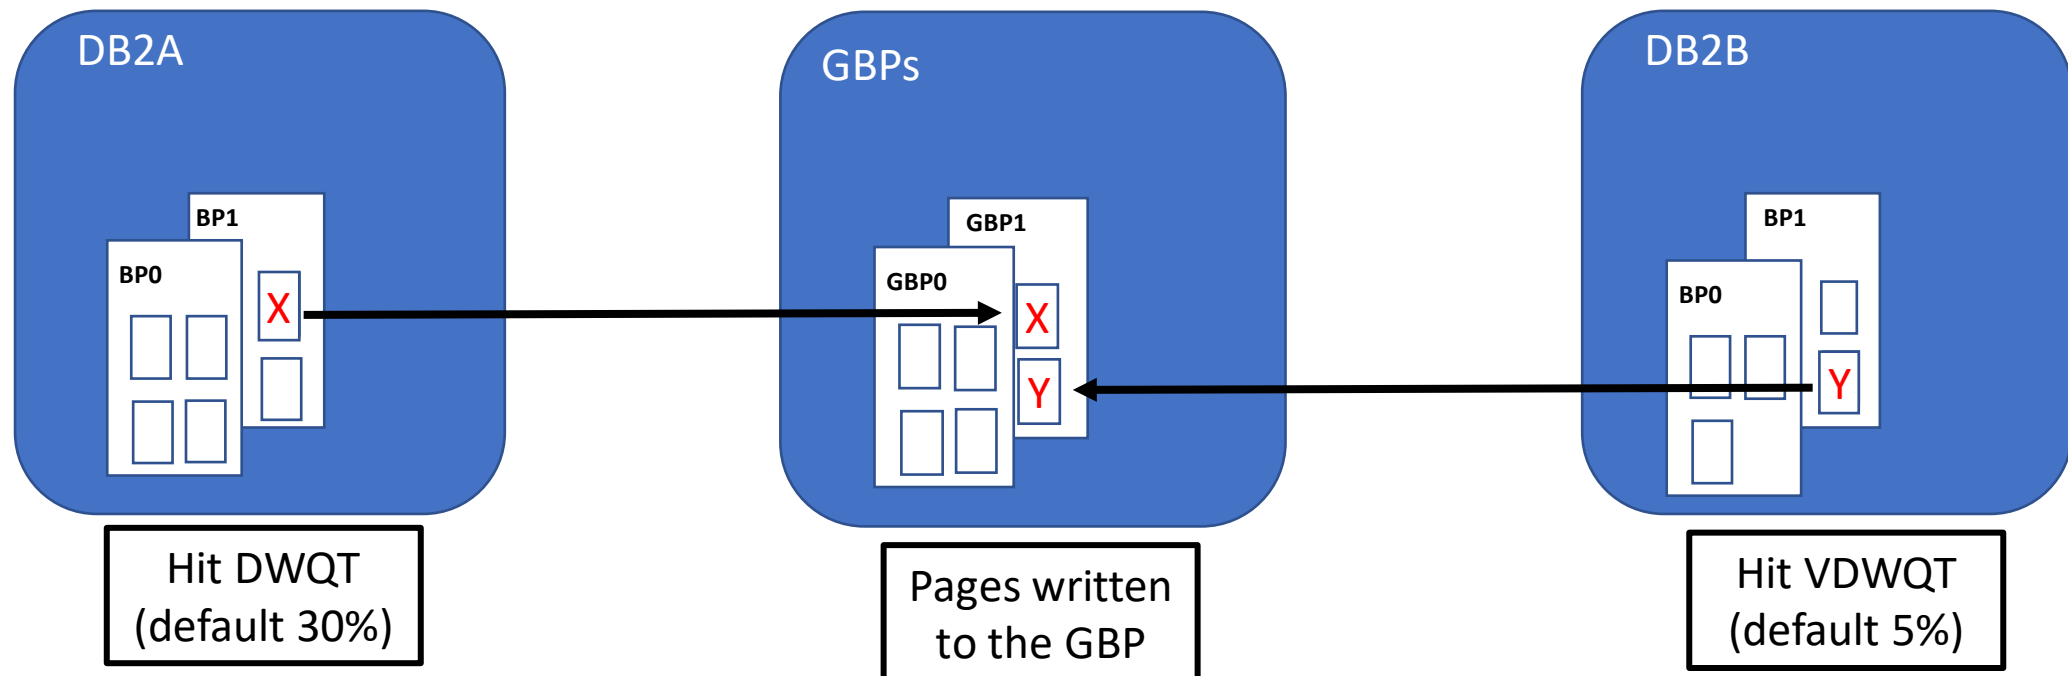 DB2A
BP1
BP0
X
Hit DWQT
(default 30%)
GBPs
GBP1
GBP0
X
Y
Pages written
to the GBP
DB2B
BP1
BP0
Y
Hit VDWQT
(default 5%)